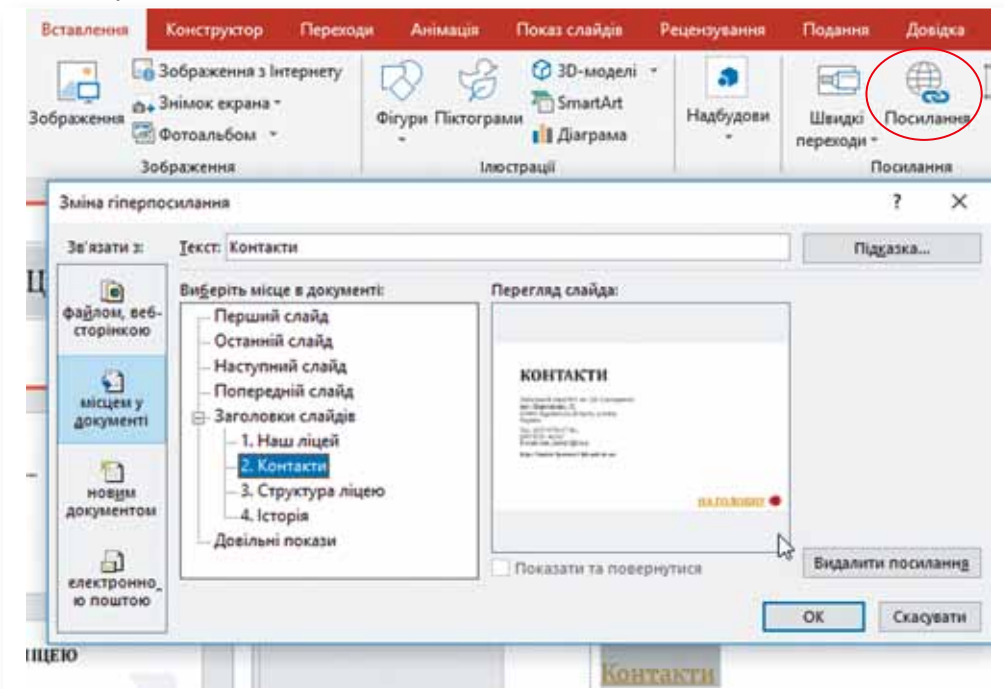 Вставлення Конструктор Переходи Анімація Показ слайдів Рецензування Подання Довідка
Зображення
Зображення з Інтернету
Знімок екрана
Фотоальбом
Зображення
Фігури Піктограми
3D-моделі
SmartArt
Діаграма
Ілюстрації
Надбудови
Швидкі
переходи
Посилання
Посилання
Зміна гіперпосилання ?
Зв'язати з:
Текст: Контакти
Підказка...
файлом, веб-
сторінкою
місцем у
документі
новим
документом
електронно_
ю поштою
Виберіть місце в документі:
Перший слайд
Останній слайд
Наступний слайд
Попередній слайд
Заголовки слайдів
1. Наш ліцей
2. Контакти
3. Структура ліцею
4. Історія
Довільні покази
Перегляд слайда:
КОНТАКТИ
НА ГОЛОВНУ
Показати та повернутися
Видалити посилання
ОК Скасувати
ЛІЦЕЮ
Контакти